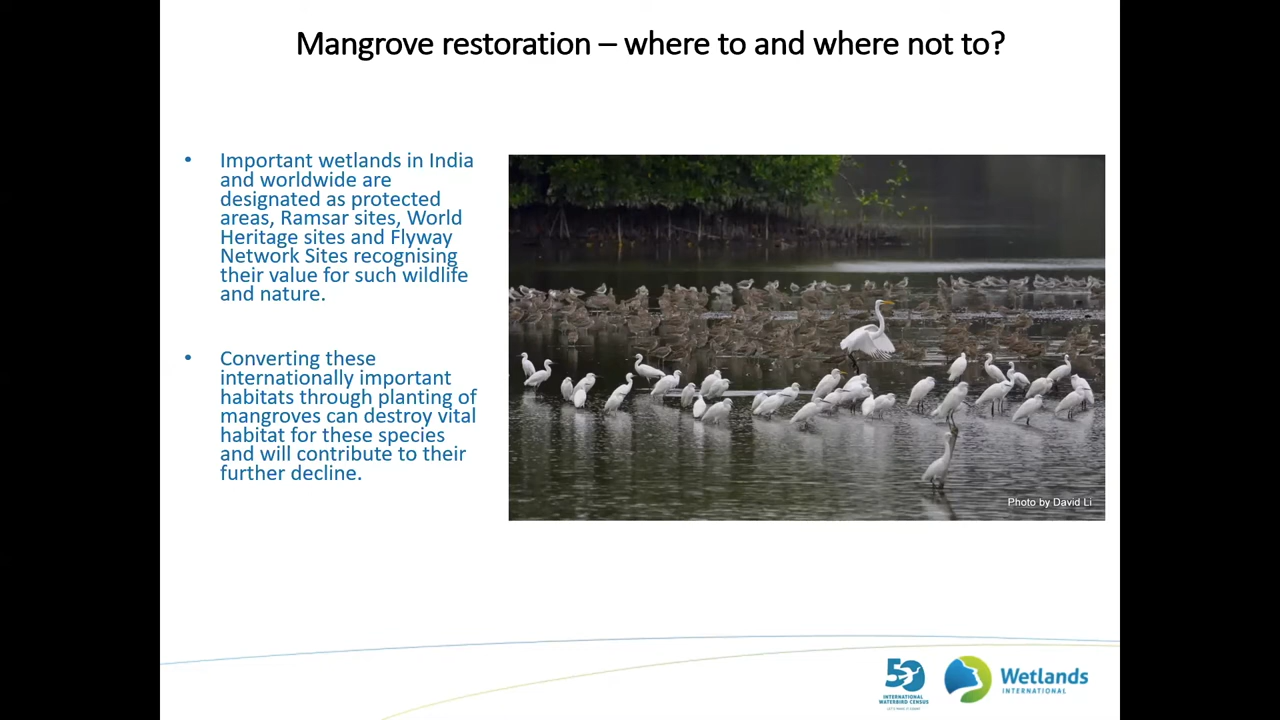 Mangrove restoration – where to and where not to?
• Important wetlands in India
and worldwide are
designated as protected
areas, Ramsar sites, World
Heritage sites and Flyway
Network Sites recognising
their value for such wildlife
and nature.
• Converting these
internationally important
habitats through planting of
mangroves can destroy vital
habitat for these species
and will contribute to their
further decline.
Photo by David Li
50
INTERNATIONAL
WATERBIRD CENSUS
Wetlands
INTERNATIONAL